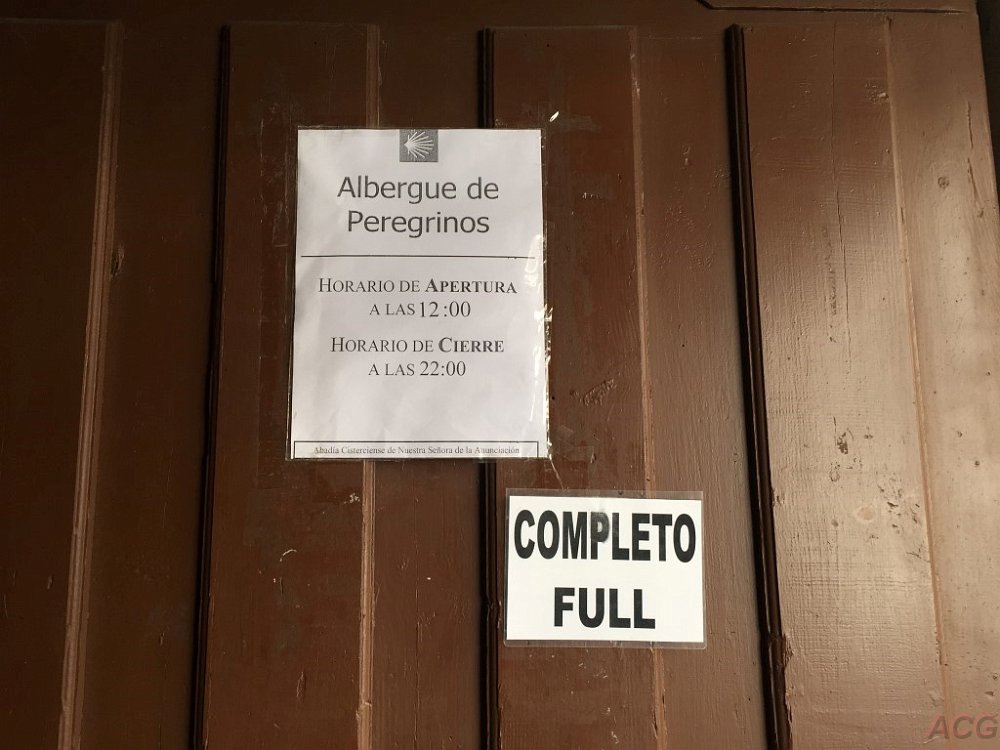 Albergue de
Peregrinos
HORARIO DE APERTURA
A LAS 12:00
HORARIO DE CIERRE
A LAS 22:00
Abadía Cisterciense de Nuestra Señora de la Anunciación
COMPLETO
FULL
ACG